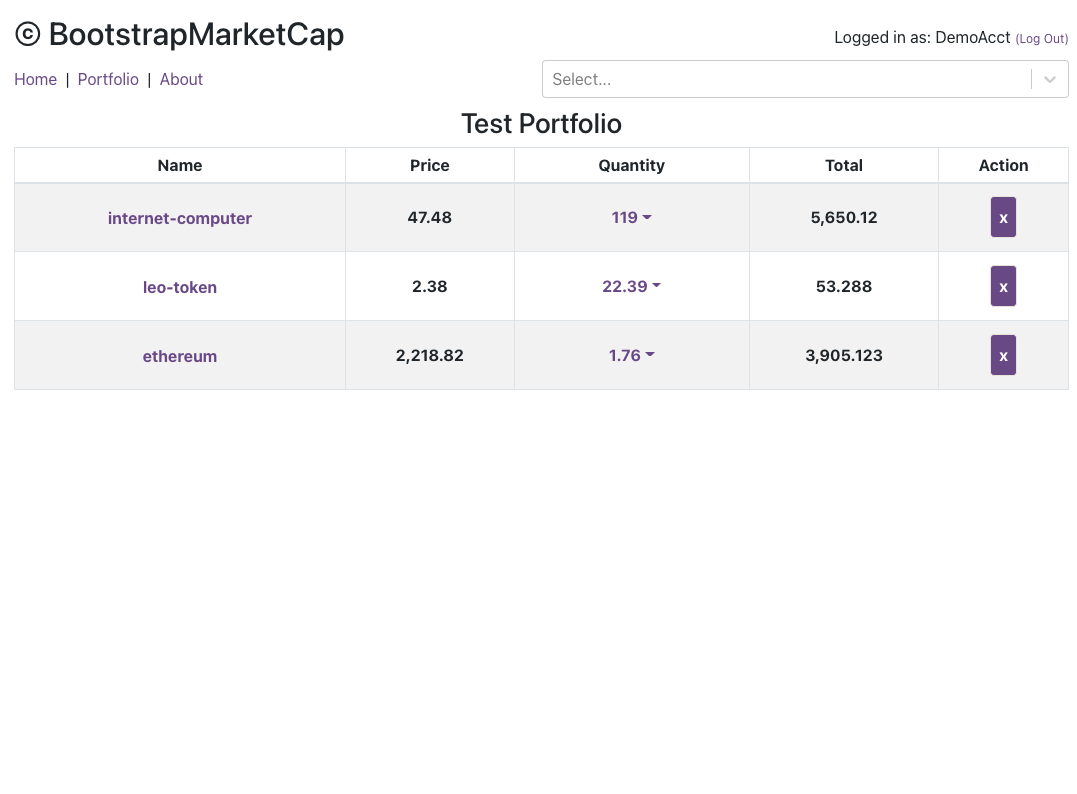 © BootstrapMarketCap
Logged in as: DemoAcct (Log Out)
Home | Portfolio | About
Select...
Test Portfolio
Name Price Quantity Total Action
internet-computer 47.48 119 5,650.12 x
leo-token 2.38 22.39 53.288 x
ethereum 2,218.82 1.76 3,905.123 x